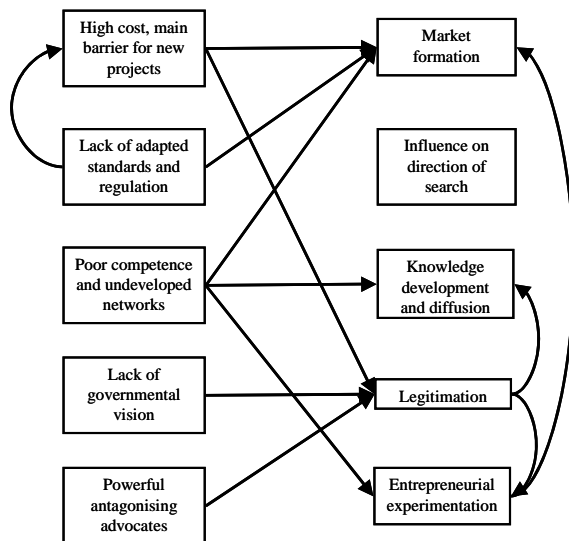 High cost, main
barrier for new
projects
Market
formation
Lack of adapted
standards and
regulation
Influence on
direction of
search
Poor competence
and undeveloped
networks
Knowledge
development
and diffusion
Lack of
governmental
vision
Legitimation
Powerful
antagonising
advocates
Entrepreneurial
experimentation